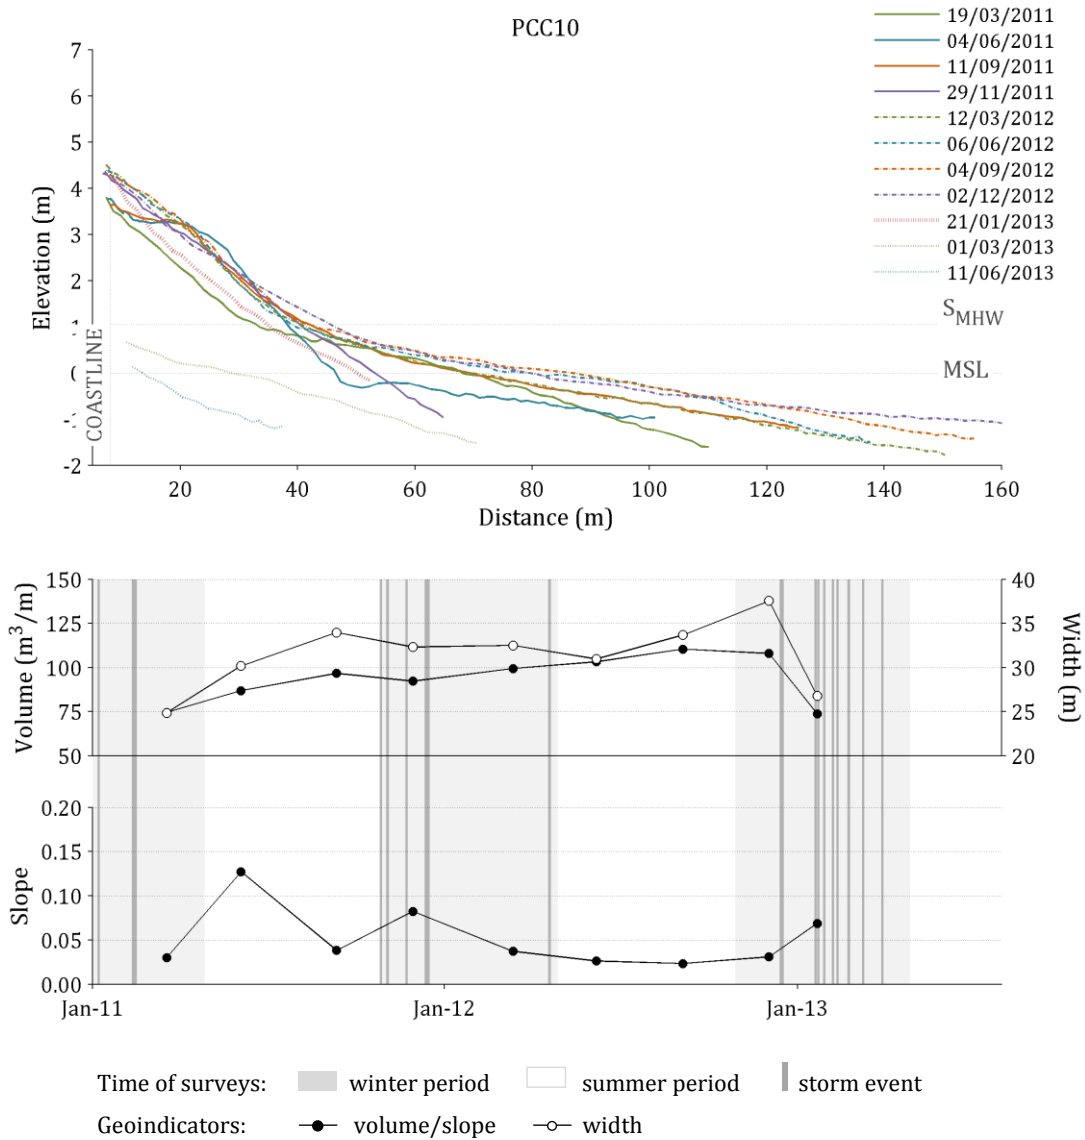 PCC10
19/03/2011
04/06/2011
11/09/2011
29/11/2011
12/03/2012
06/06/2012
04/09/2012
02/12/2012
21/01/2013
01/03/2013
11/06/2013
7
6
5
4
3
2
1
-2
Elevation (m)
COASTLINE
SMHW
MSL
20 40 60 80 100 120 140 160
Distance (m)
150
125
100
75
50
Volume (m³/m)
40
35
30
25
20
Width (m)
0.20
0.15
0.10
0.05
0.00
Slope
Jan-11 Jan-12 Jan-13
Time of surveys: winter period summer period storm event
Geoindicators: volume/slope width